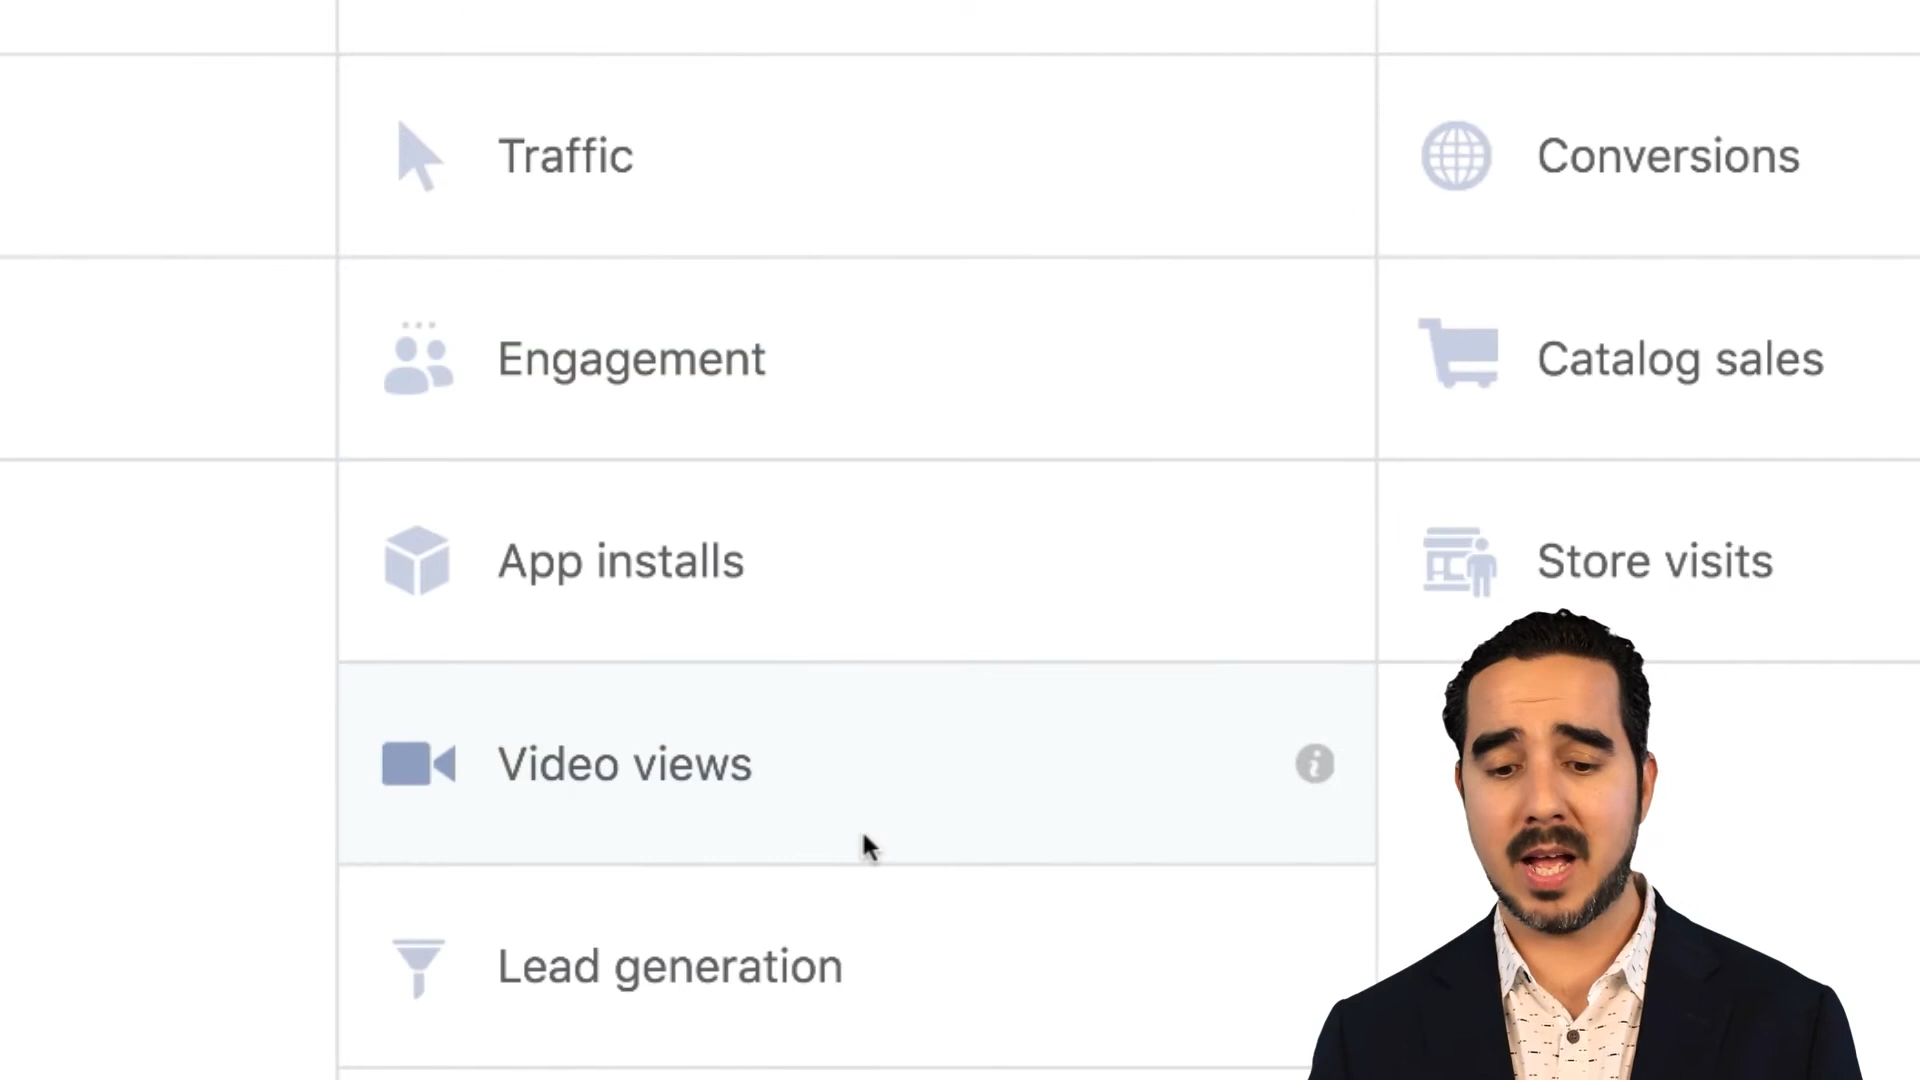 Traffic
Conversions
Engagement
Catalog sales
App installs
Store visits
Video views
Lead generation